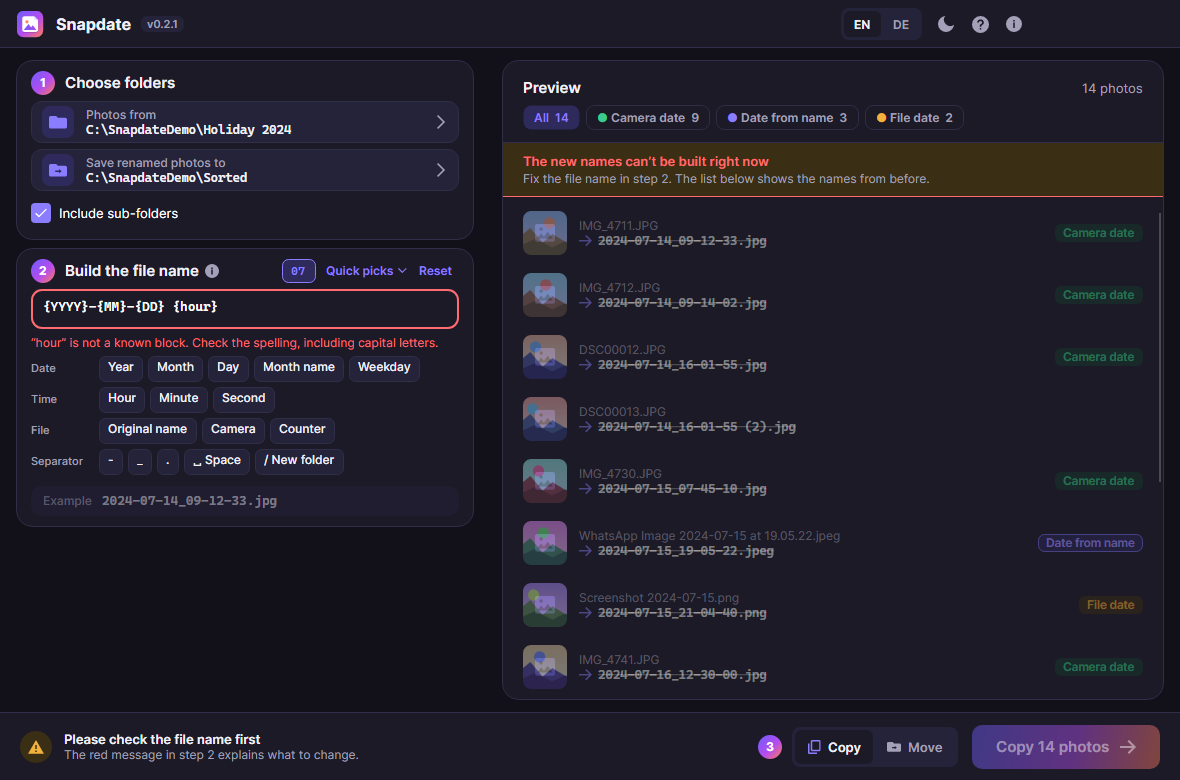 Snapdate v0.2.1
EN DE
1 Choose folders
Photos from
C:\SnapdateDemo\Holiday 2024
Save renamed photos to
C:\SnapdateDemo\Sorted
Include sub-folders
2 Build the file name 07 Quick picks Reset
{YYYY}-{MM}-{DD} {hour}
“hour” is not a known block. Check the spelling, including capital letters.
Date Year Month Day Month name Weekday
Time Hour Minute Second
File Original name Camera Counter
Separator - _ . ␣ Space / New folder
Example 2024-07-14_09-12-33.jpg
Preview 14 photos
All 14 Camera date 9 Date from name 3 File date 2
The new names can’t be built right now
Fix the file name in step 2. The list below shows the names from before.
IMG_4711.JPG
→ 2024-07-14_09-12-33.jpg Camera date
IMG_4712.JPG
→ 2024-07-14_09-14-02.jpg Camera date
DSC00012.JPG
→ 2024-07-14_16-01-55.jpg Camera date
DSC00013.JPG
→ 2024-07-14_16-01-55 (2).jpg
IMG_4730.JPG
→ 2024-07-15_07-45-10.jpg Camera date
WhatsApp Image 2024-07-15 at 19.05.22.jpeg
→ 2024-07-15_19-05-22.jpeg Date from name
Screenshot 2024-07-15.png
→ 2024-07-15_21-04-40.png File date
IMG_4741.JPG
→ 2024-07-16_12-30-00.jpg Camera date
Please check the file name first
The red message in step 2 explains what to change.
3 Copy Move Copy 14 photos →